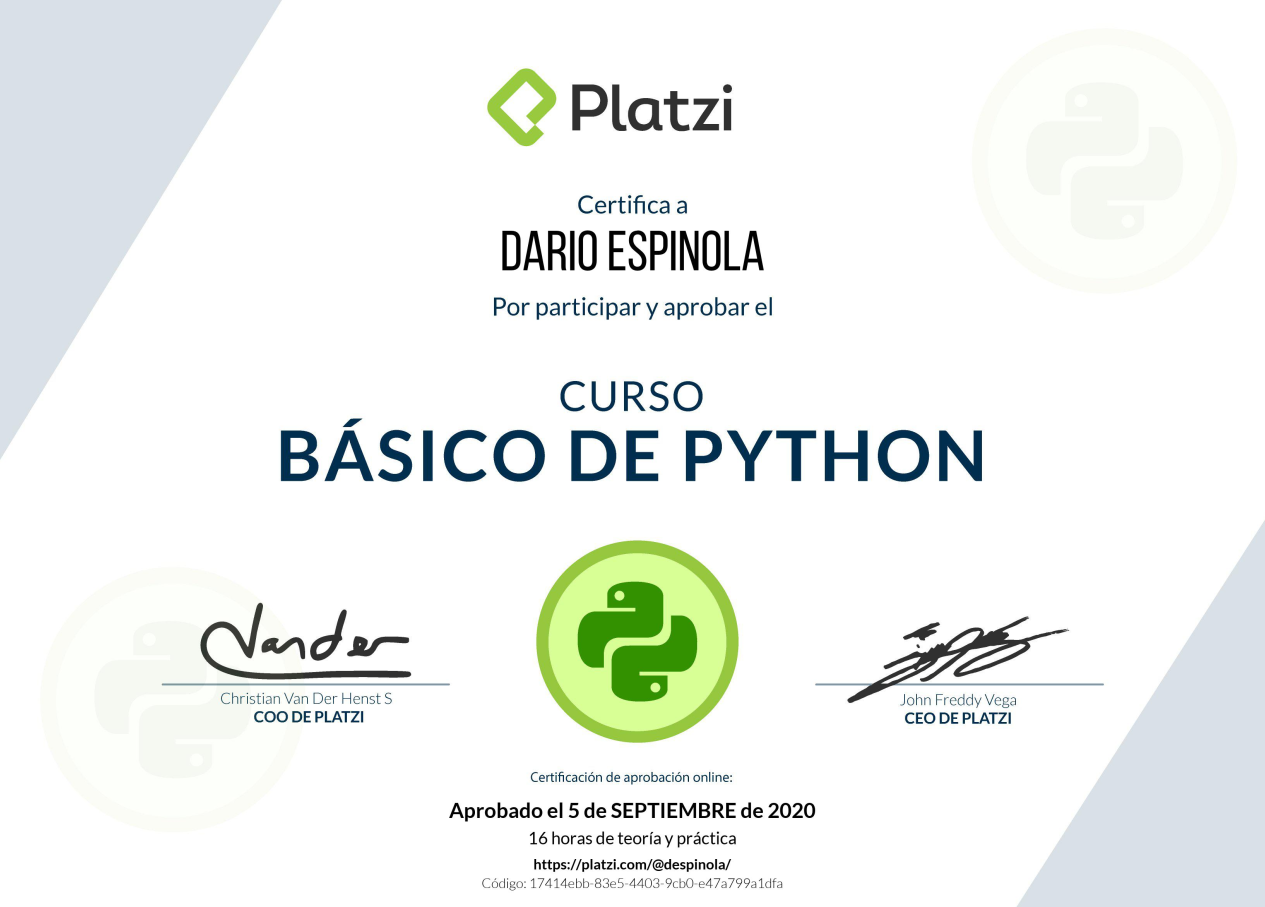 Platzi
Certifica a
DARIO ESPINOLA
Por participar y aprobar el
CURSO
BÁSICO DE PYTHON
Vander
Christian Van Der Henst S
COO DE PLATZI
John Freddy Vega
CEO DE PLATZI
Certificación de aprobación online:
Aprobado el 5 de SEPTIEMBRE de 2020
16 horas de teoría y práctica
https://platzi.com/@despinola/
Código: 17414ebb-83e5-4403-9cb0-e47a799a1dfa